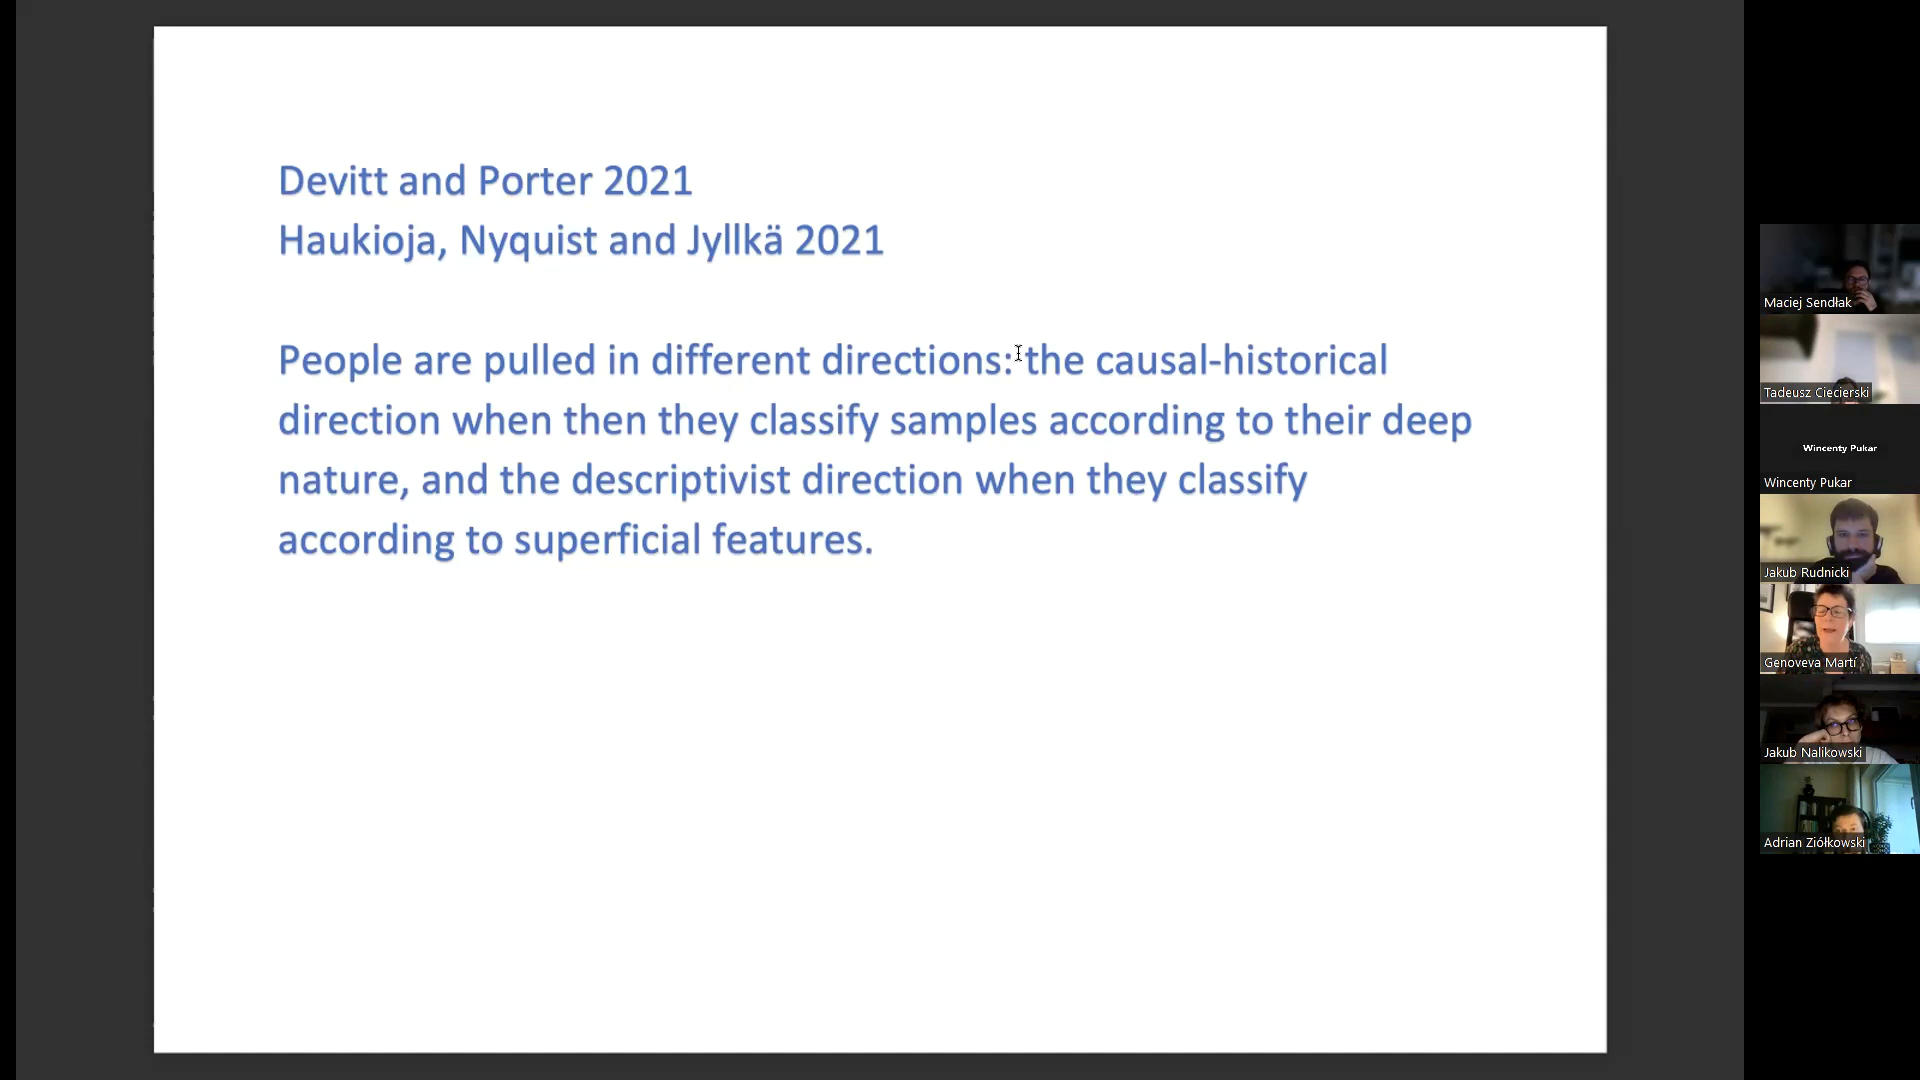 Devitt and Porter 2021
Haukioja, Nyquist and Jyllkä 2021
People are pulled in different directions: the causal-historical
direction when then they classify samples according to their deep
nature, and the descriptivist direction when they classify
according to superficial features.
Maciej Sendłak
Tadeusz Ciecierski
Wincenty Pukar
Wincenty Pukar
Jakub Rudnicki
Genoveva Martí
Jakub Nalikowski
Adrian Ziółkowski